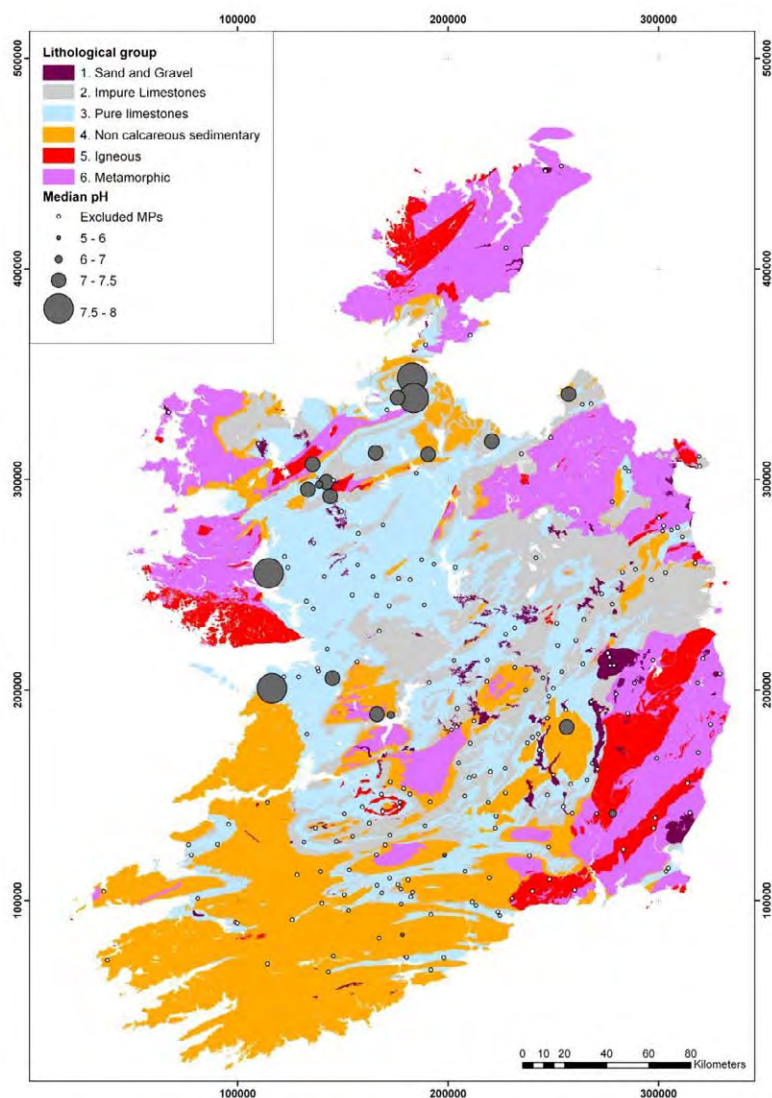 100000 200000 300000
500000
400000
300000
200000
100000
Lithological group
1. Sand and Gravel
2. Impure Limestones
3. Pure limestones
4. Non calcareous sedimentary
5. Igneous
6. Metamorphic
Median pH
Excluded MPs
5 - 6
6 - 7
7 - 7.5
7.5 - 8
500000
400000
300000
200000
100000
0 10 20 40 60 80
Kilometers
100000 200000 300000